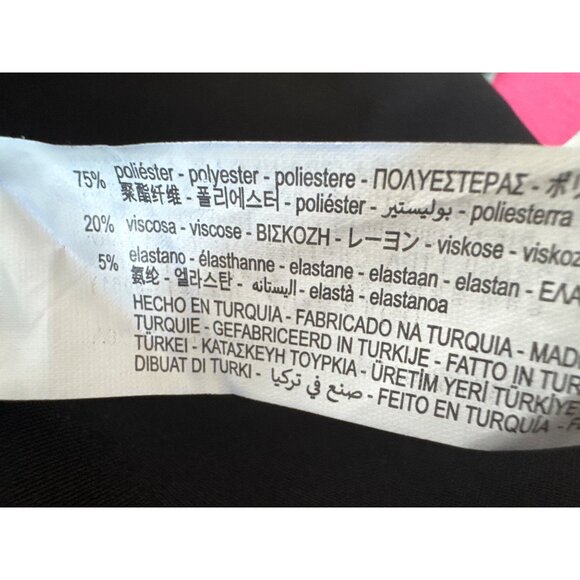 75% poliéster - polyester - poliestere - ΠΟΛΥΕΣΤΕΡΑΣ -
聚酯纤维 - 폴리에스터 - poliéster - بوليستير - poliesterra
20% viscosa - viscose - ΒΙΣΚΟΖΗ - レーヨン - viskose -
5% elastano - élasthanne - elastane - elastaan - elastan -
氨纶 - 엘라스탄 - اليستانه - elastà - elastanoa
HECHO EN TURQUIA - FABRICADO NA TURQUIA -
TURQUIE - GEFABRICEERD IN TURKIJE - FATTO IN
TÜRKEI - ΚΑΤΑΣΚΕΥΗ ΤΟΥΡΚΙΑ - ÜRETİM YERİ TÜRKİYE
DIBUAT DI TURKI - صنع في تركيا - FEITO EN TURQUÍA -